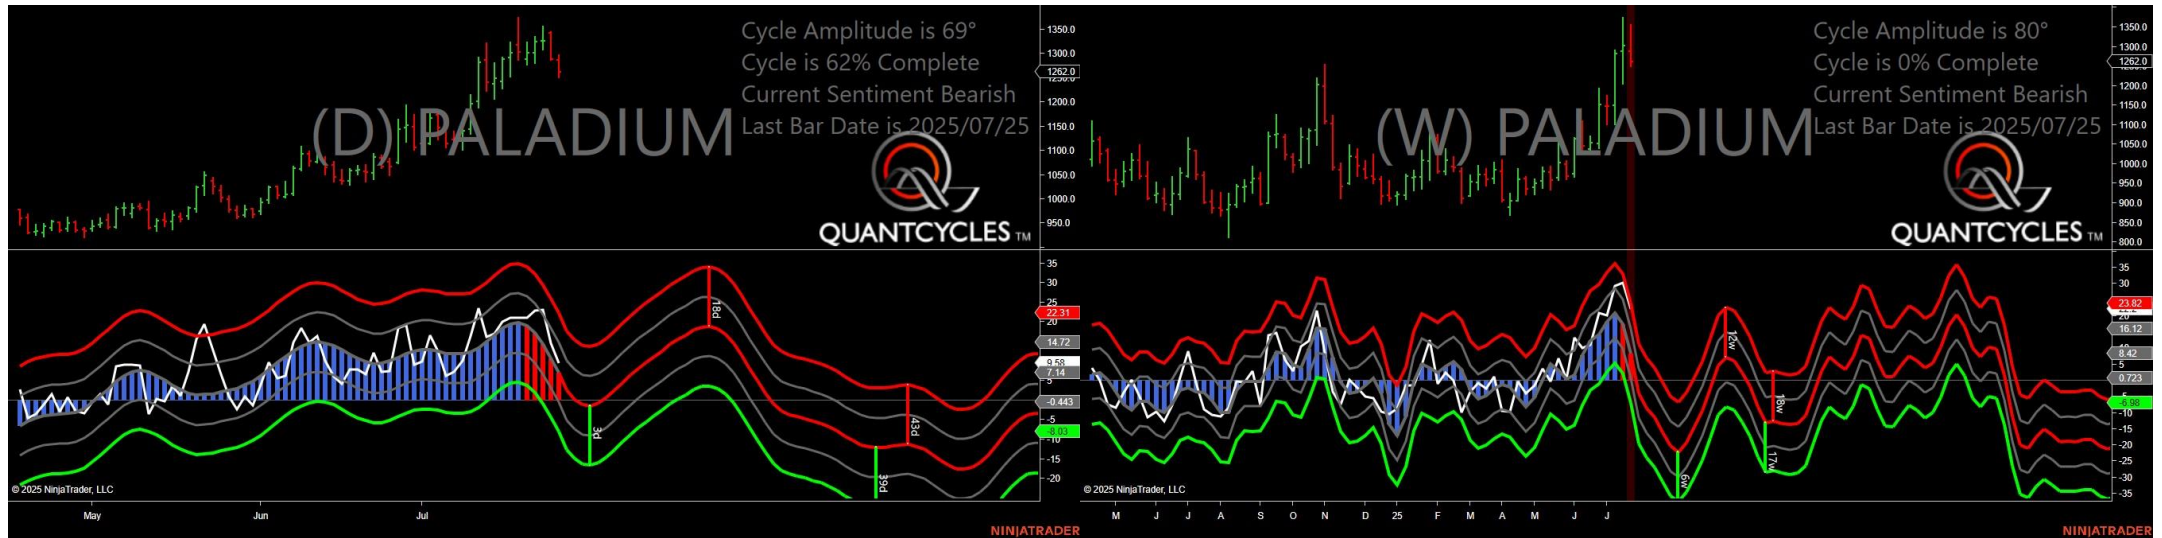 Cycle Amplitude is 69°
Cycle is 62% Complete
Current Sentiment Bearish
Last Bar Date is 2025/07/25
(D) PALADIUM
QUANTCYCLES TM
1350.0
1300.0
1262.0
1200.0
1150.0
1100.0
1050.0
1000.0
950.0
35
30
25
22.31
20
14.72
9.58
7.14
5
-0.443
-5
-8.03
-10
-15
-20
18d
3d
43d
39d
© 2025 NinjaTrader, LLC
May
Jun
Jul
NINJATRADER
Cycle Amplitude is 80°
Cycle is 0% Complete
Current Sentiment Bearish
Last Bar Date is 2025/07/25
(W) PALADIUM
QUANTCYCLES TM
1350.0
1300.0
1262.0
1200.0
1150.0
1100.0
1050.0
1000.0
950.0
900.0
850.0
800.0
35
30
23.82
20
16.12
8.42
5
0.723
-6.98
-10
-15
-20
-25
-30
-35
12w
18w
17w
6w
© 2025 NinjaTrader, LLC
M
J
J
A
S
O
N
D
25
F
M
A
M
J
J
NINJATRADER